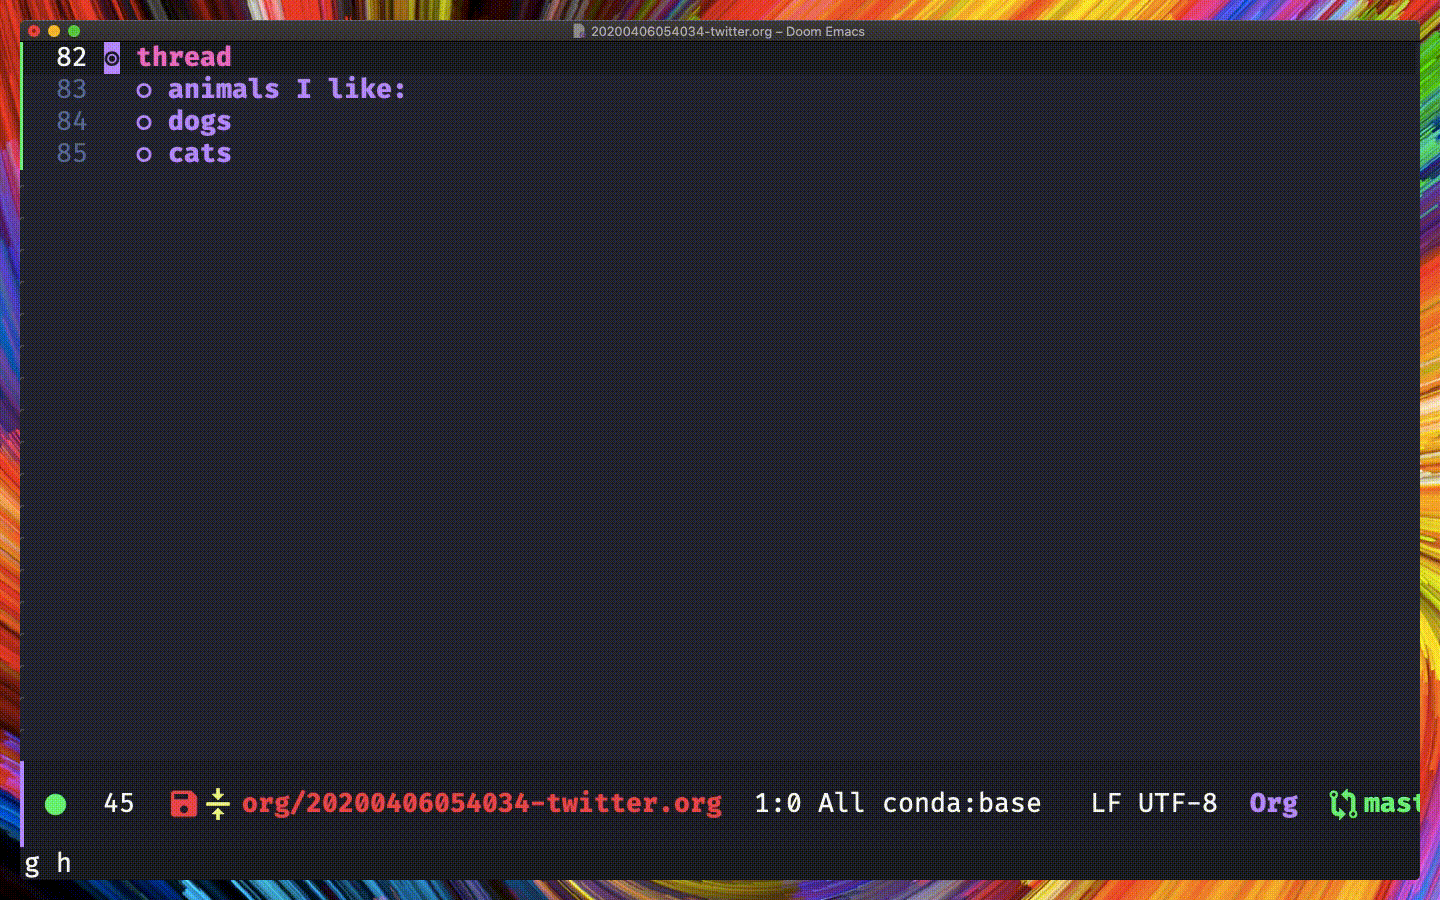 20200406054034-twitter.org – Doom Emacs
82 thread
83 animals I like:
84 dogs
85 cats
45 org/20200406054034-twitter.org 1:0 All conda:base LF UTF-8 Org mast
g h